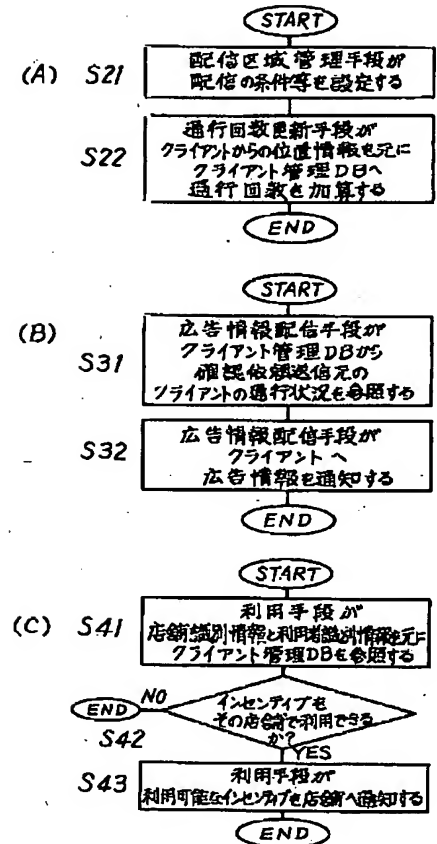 START
(A) S21
配信区域管理手段が
配信の条件等を設定する
S22
通行回数更新手段が
クライアントからの位置情報を元に
クライアント管理DBへ
通行回数を加算する
END
START
(B)
S31
広告情報配信手段が
クライアント管理DBから
確認依頼送信元の
クライアントの通行状況を参照する
S32
広告情報配信手段が
クライアントへ
広告情報を通知する
END
START
(C) S41
利用手段が
店舗識別情報と利用者識別情報を元に
クライアント管理DBを参照する
END
NO
インセンティブを
その店舗で利用できる
か?
S42
YES
S43
利用手段が
利用可能なインセンティブを店舗へ通知する
END